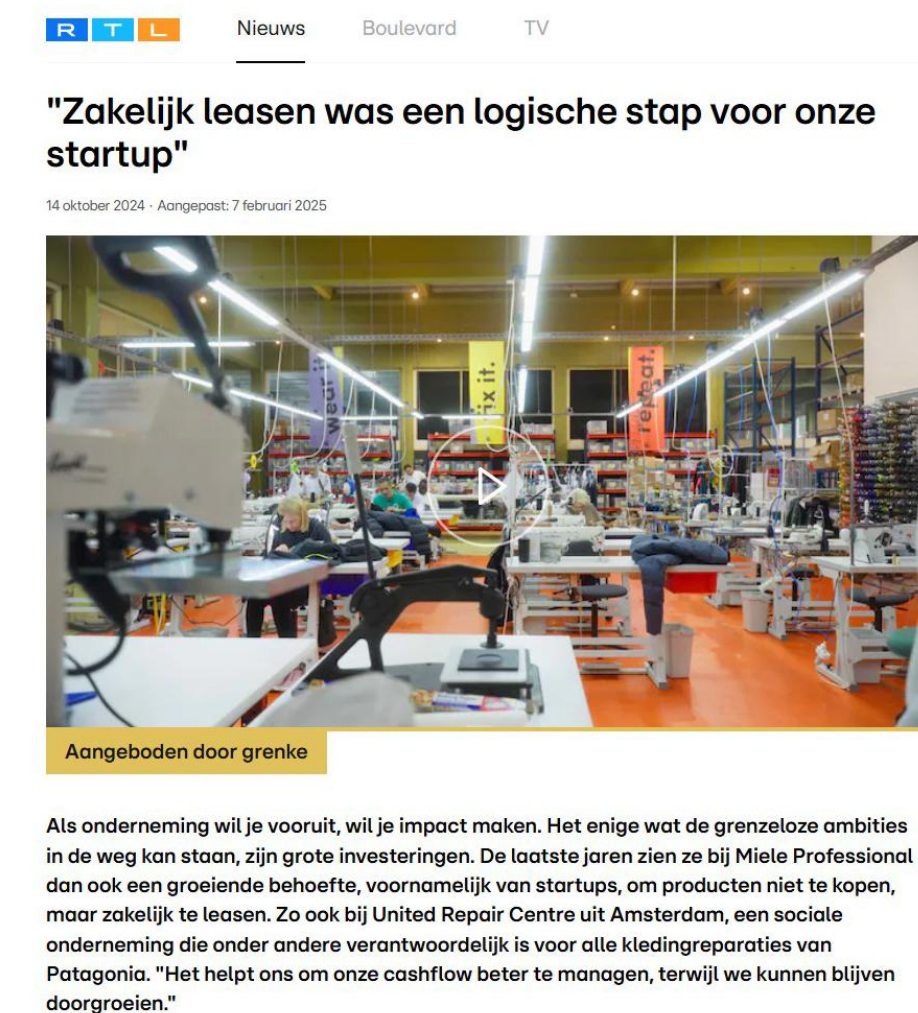 RTL
Nieuws
Boulevard
TV
"Zakelijk leasen was een logische stap voor onze
startup"
14 oktober 2024 · Aangepast: 7 februari 2025
wear it.
fix it.
repeat.
Aangeboden door grenke
Als onderneming wil je vooruit, wil je impact maken. Het enige wat de grenzeloze ambities
in de weg kan staan, zijn grote investeringen. De laatste jaren zien ze bij Miele Professional
dan ook een groeiende behoefte, voornamelijk van startups, om producten niet te kopen,
maar zakelijk te leasen. Zo ook bij United Repair Centre uit Amsterdam, een sociale
onderneming die onder andere verantwoordelijk is voor alle kledingreparaties van
Patagonia. "Het helpt ons om onze cashflow beter te managen, terwijl we kunnen blijven
doorgroeien."